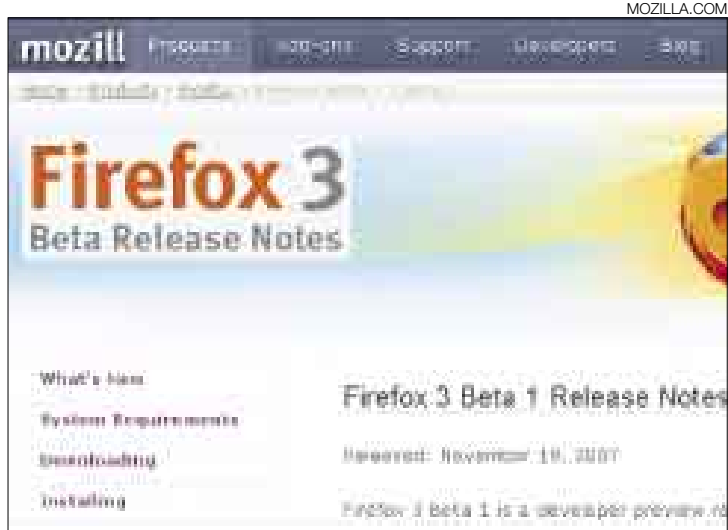 MOZILLA.COM
mozill Products Add-ons Support Developers Blog
Firefox 3
Beta Release Notes
What's New
System Requirements
Downloading
Installing
Firefox 3 Beta 1 Release Notes
Released: November 19, 2007
Firefox 3 Beta 1 is a developer preview